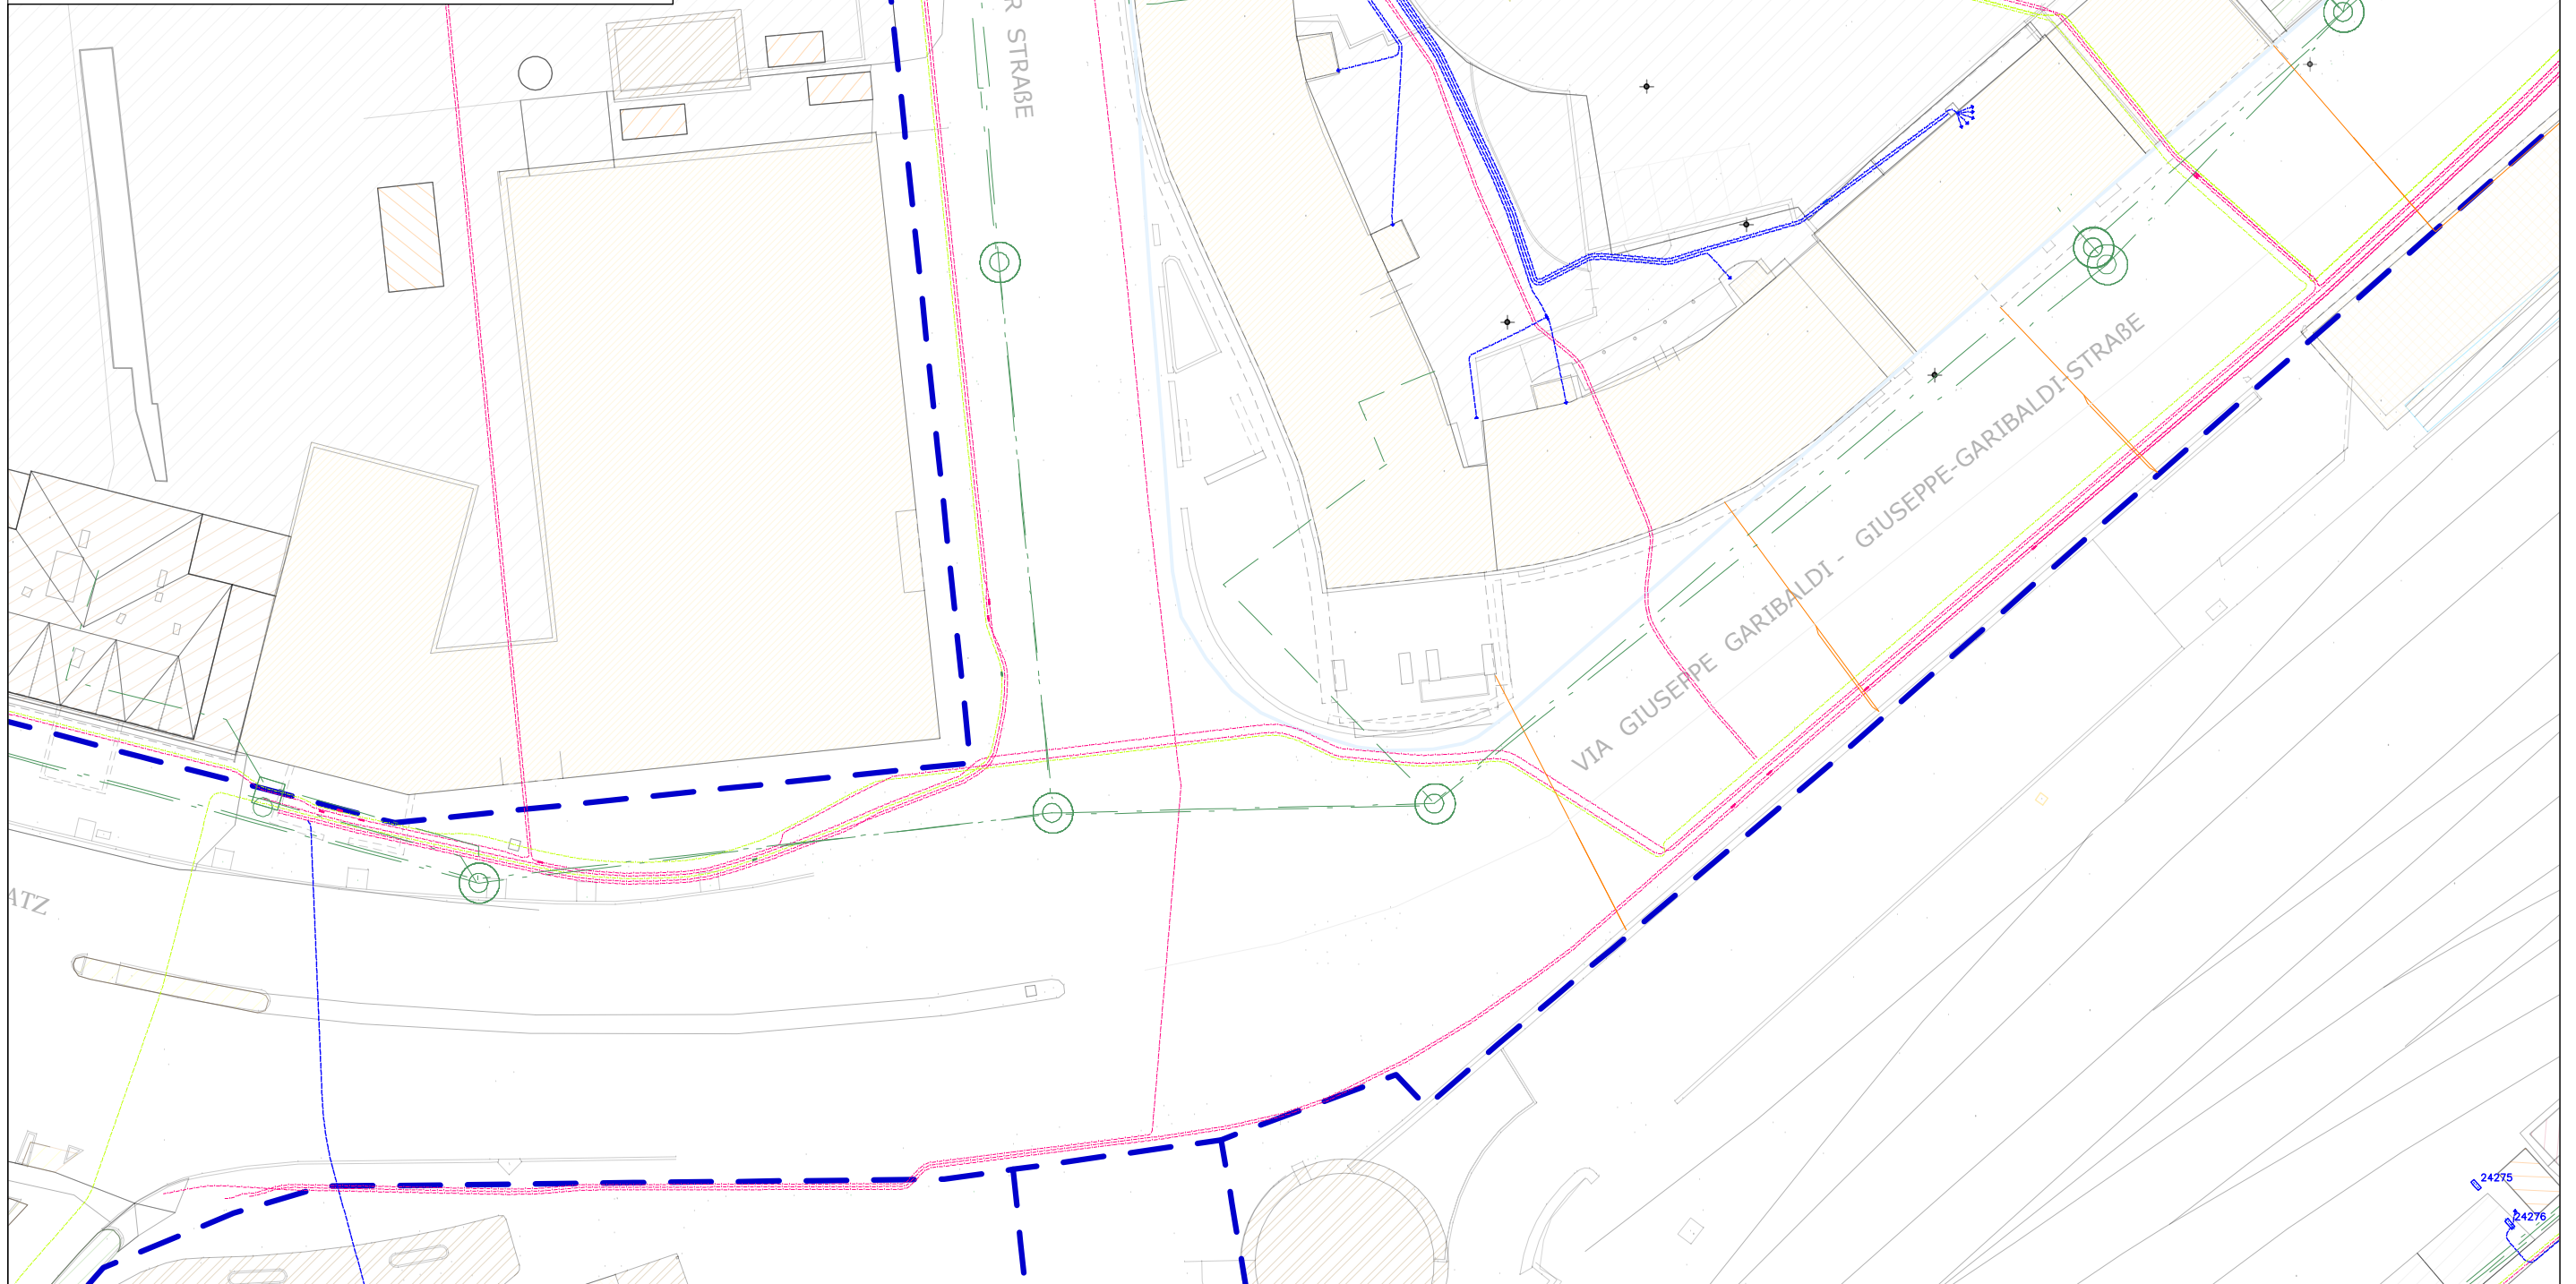 R STRAẞE
VIA GIUSEPPE GARIBALDI - GIUSEPPE-GARIBALDI-STRAẞE
ATZ
24275
24276